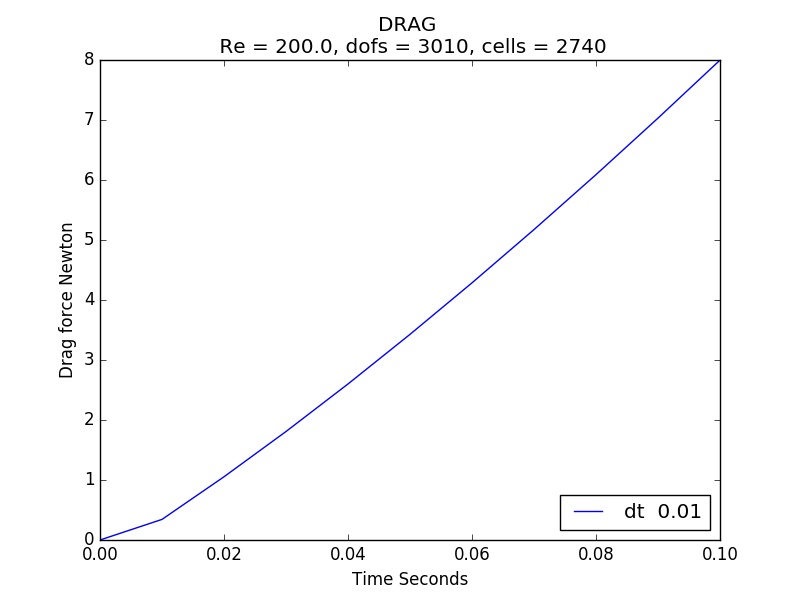 DRAG
Re = 200.0, dofs = 3010, cells = 2740
8
7
6
5
4
3
2
1
0
Drag force Newton
dt  0.01
0.00 0.02 0.04 0.06 0.08 0.10
Time Seconds